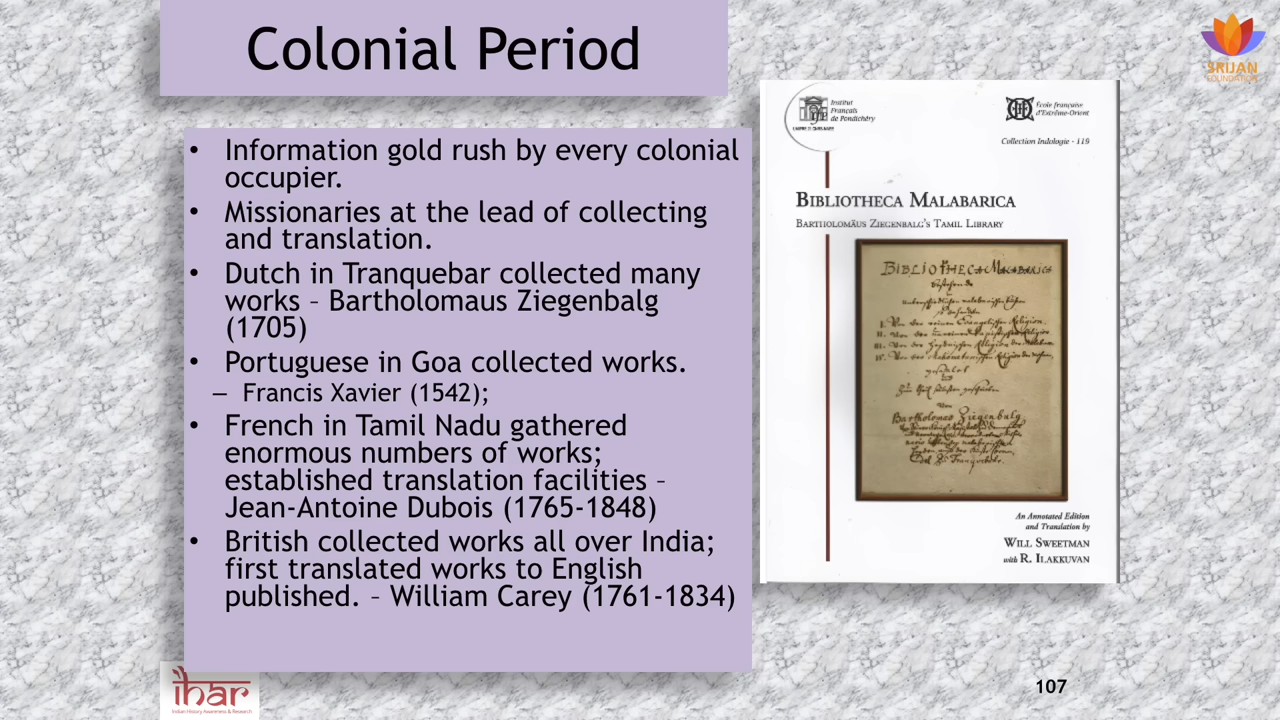 Colonial Period
SRIJAN
FOUNDATION
• Information gold rush by every colonial
occupier.
• Missionaries at the lead of collecting
and translation.
• Dutch in Tranquebar collected many
works – Bartholomaus Ziegenbalg
(1705)
• Portuguese in Goa collected works.
– Francis Xavier (1542);
• French in Tamil Nadu gathered
enormous numbers of works;
established translation facilities –
Jean-Antoine Dubois (1765-1848)
• British collected works all over India;
first translated works to English
published. – William Carey (1761-1834)
Institut
Français
de Pondichéry
École française
d'Extrême-Orient
Collection Indologie - 119
BIBLIOTHECA MALABARICA
BARTHOLOMÄUS ZIEGENBALG'S TAMIL LIBRARY
BIBLIOTHECA MALABARICA
Bartholomäo Ziegenbalg
An Annotated Edition
and Translation by
WILL SWEETMAN
with R. ILAKKUVAN
ihar
Indian History Awareness & Research
107